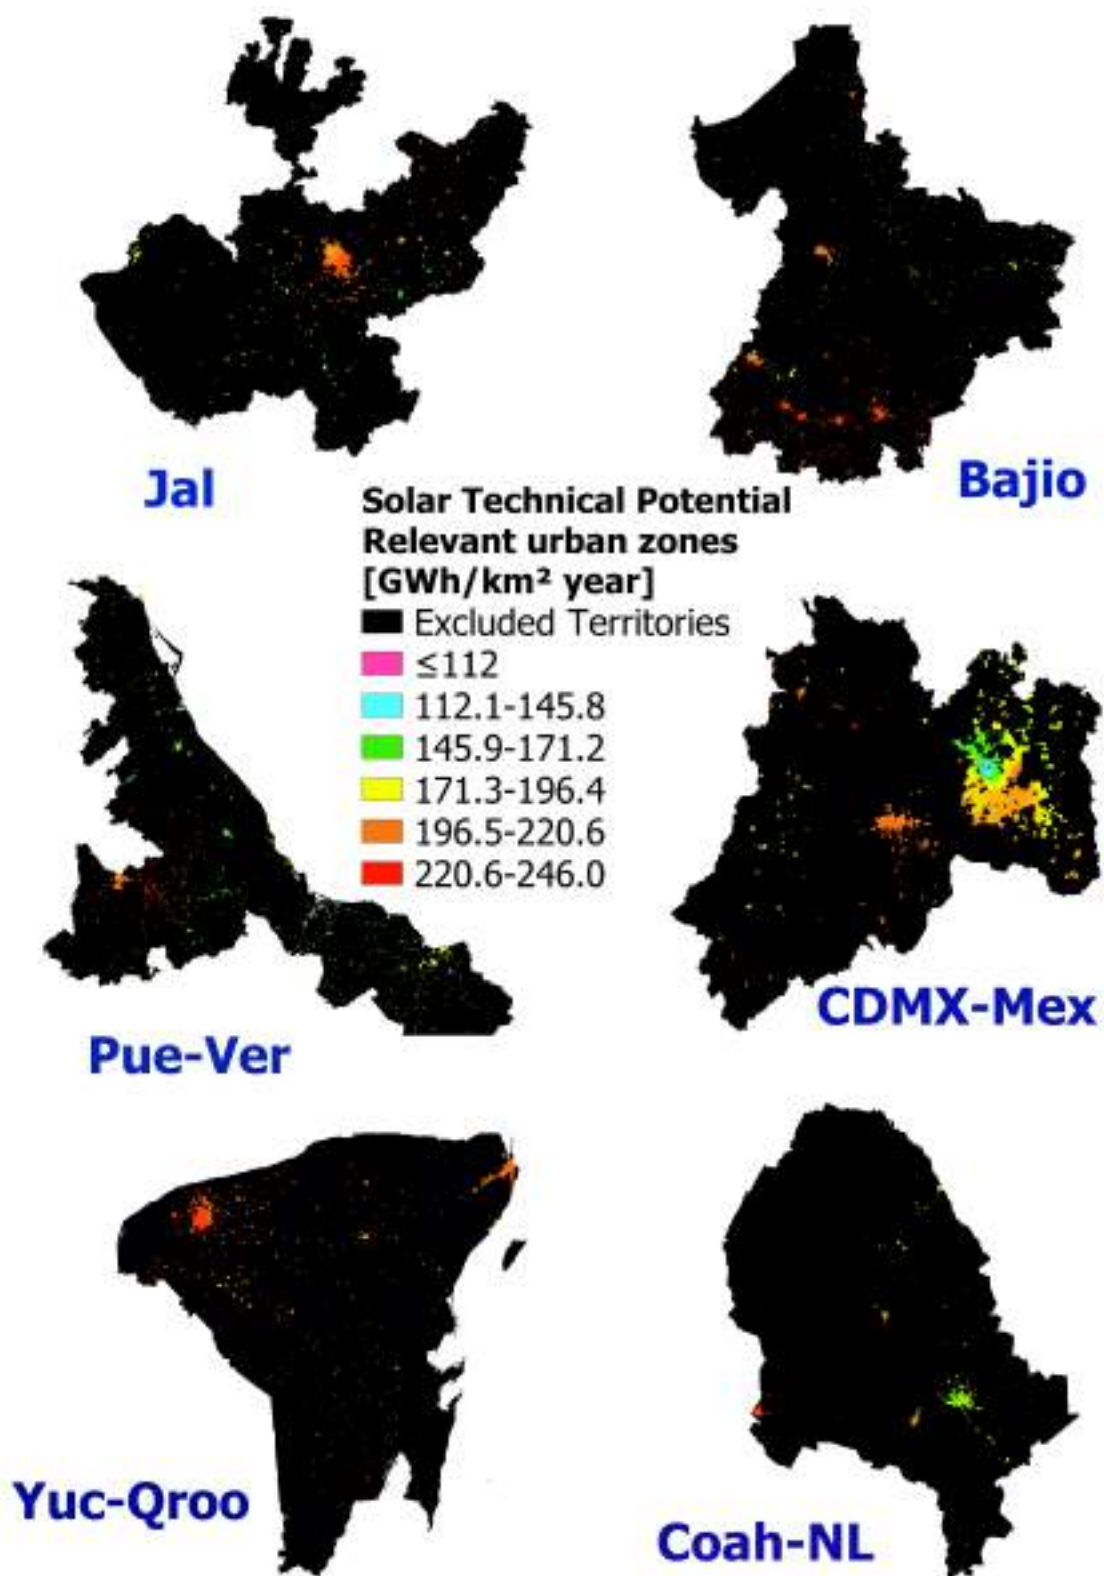 Jal
Bajio
Solar Technical Potential
Relevant urban zones
[GWh/km² year]
Excluded Territories
≤112
112.1-145.8
145.9-171.2
171.3-196.4
196.5-220.6
220.6-246.0
CDMX-Mex
Pue-Ver
Yuc-Qroo
Coah-NL